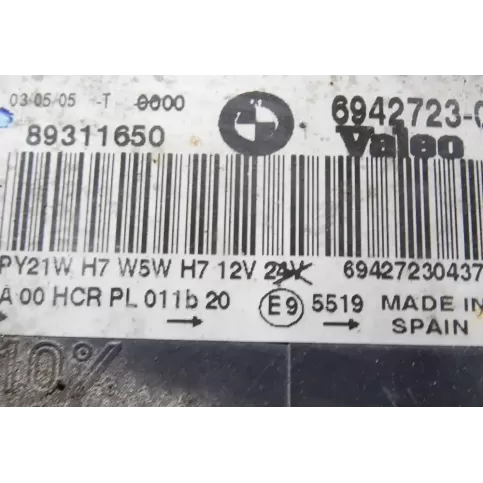 03/05/05 -T 0000
6942723-0
89311650
Valeo
PY21W H7 W5W H7 12V 24V
69427230437
A 00 HCR PL 011b 20
E9 5519 MADE IN
SPAIN
10%